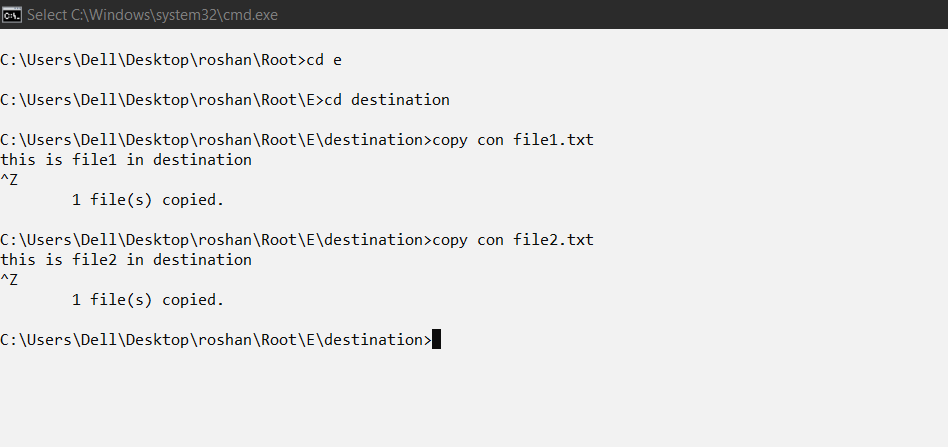 Select C:\Windows\system32\cmd.exe
C:\Users\Dell\Desktop\roshan\Root>cd e
C:\Users\Dell\Desktop\roshan\Root\E>cd destination
C:\Users\Dell\Desktop\roshan\Root\E\destination>copy con file1.txt
this is file1 in destination
^Z
        1 file(s) copied.
C:\Users\Dell\Desktop\roshan\Root\E\destination>copy con file2.txt
this is file2 in destination
^Z
        1 file(s) copied.
C:\Users\Dell\Desktop\roshan\Root\E\destination>